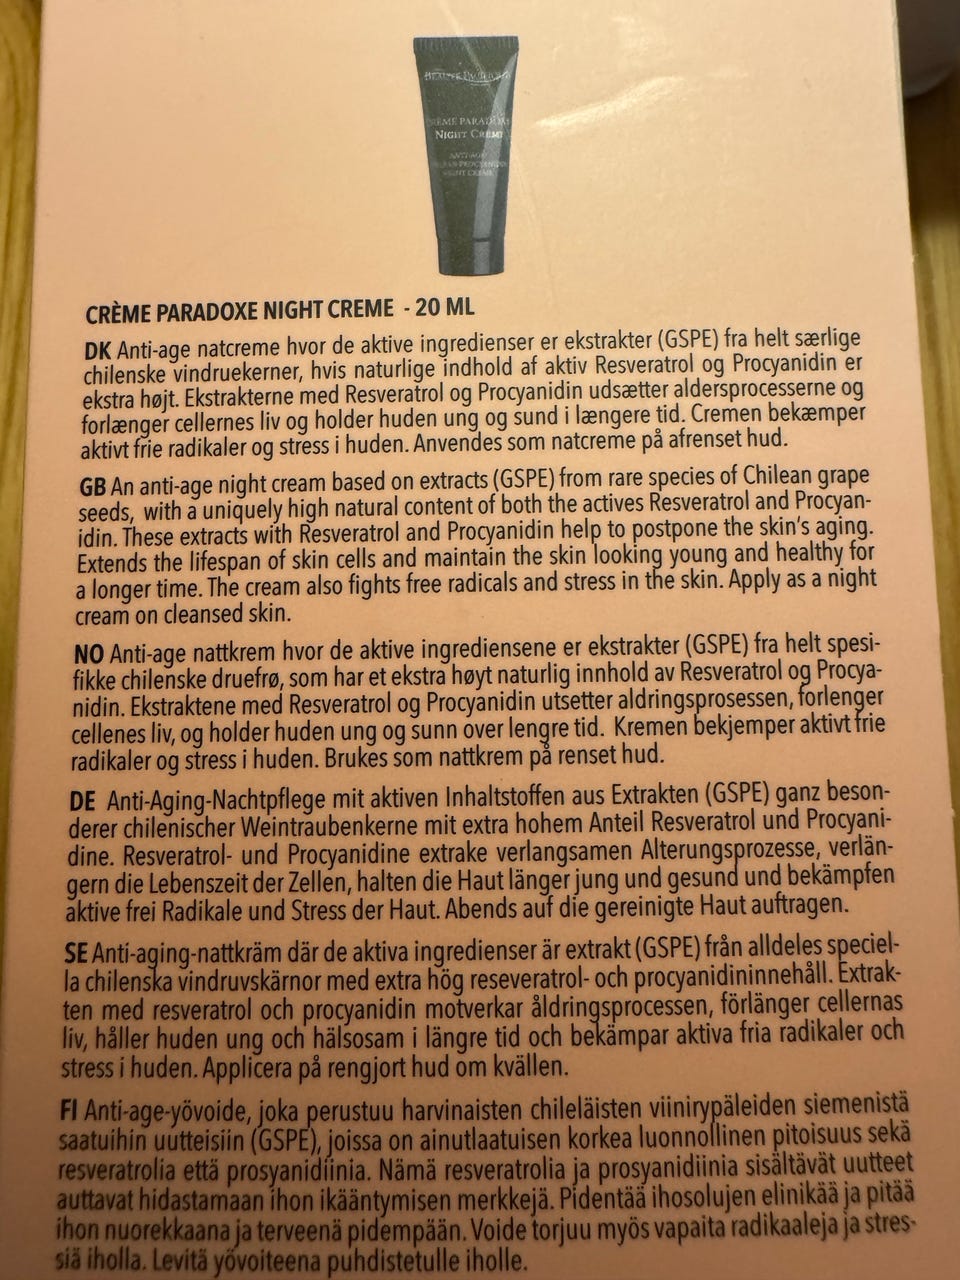 BEAUTÉ PACIFIQUE
CRÈME PARADOXE
NIGHT CREME
ANTI-AGE
NIGHT CREME
CRÈME PARADOXE NIGHT CREME - 20 ML
DK Anti-age natcreme hvor de aktive ingredienser er ekstrakter (GSPE) fra helt særlige
chilenske vindruekerner, hvis naturlige indhold af aktiv Resveratrol og Procyanidin er
ekstra højt. Ekstrakterne med Resveratrol og Procyanidin udsætter aldersprocesserne og
forlænger cellernes liv og holder huden ung og sund i længere tid. Cremen bekæmper
aktivt frie radikaler og stress i huden. Anvendes som natcreme på afrenset hud.
GB An anti-age night cream based on extracts (GSPE) from rare species of Chilean grape
seeds, with a uniquely high natural content of both the actives Resveratrol and Procyan-
idin. These extracts with Resveratrol and Procyanidin help to postpone the skin's aging.
Extends the lifespan of skin cells and maintain the skin looking young and healthy for
a longer time. The cream also fights free radicals and stress in the skin. Apply as a night
cream on cleansed skin.
NO Anti-age nattkrem hvor de aktive ingrediensene er ekstrakter (GSPE) fra helt spesi-
fikke chilenske druefrø, som har et ekstra høyt naturlig innhold av Resveratrol og Procya-
nidin. Ekstraktene med Resveratrol og Procyanidin utsetter aldringsprosessen, forlenger
cellenes liv, og holder huden ung og sunn over lengre tid. Kremen bekjemper aktivt frie
radikaler og stress i huden. Brukes som nattkrem på renset hud.
DE Anti-Aging-Nachtpflege mit aktiven Inhaltstoffen aus Extrakten (GSPE) ganz beson-
derer chilenischer Weintraubenkerne mit extra hohem Anteil Resveratrol und Procyani-
dine. Resveratrol- und Procyanidine extrake verlangsamen Alterungsprozesse, verlän-
gern die Lebenszeit der Zellen, halten die Haut länger jung und gesund und bekämpfen
aktive frei Radikale und Stress der Haut. Abends auf die gereinigte Haut auftragen.
SE Anti-aging-nattkräm där de aktiva ingredienser är extrakt (GSPE) från alldeles speciel-
la chilenska vindruvskärnor med extra hög reseveratrol- och procyanidininnehåll. Extrak-
ten med resveratrol och procyanidin motverkar åldringsprocessen, förlänger cellernas
liv, håller huden ung och hälsosam i längre tid och bekämpar aktiva fria radikaler och
stress i huden. Applicera på rengjort hud om kvällen.
FI Anti-age-yövoide, joka perustuu harvinaisten chileläisten viinirypäleiden siemenistä
saatuihin uutteisiin (GSPE), joissa on ainutlaatuisen korkea luonnollinen pitoisuus sekä
resveratrolia että prosyanidiinia. Nämä resveratrolia ja prosyanidiinia sisältävät uutteet
auttavat hidastamaan ihon ikääntymisen merkkejä. Pidentää ihosolujen elinikää ja pitää
ihon nuorekkaana ja terveenä pidempään. Voide torjuu myös vapaita radikaaleja ja stres-
siä iholla. Levitä yövoiteena puhdistetulle iholle.